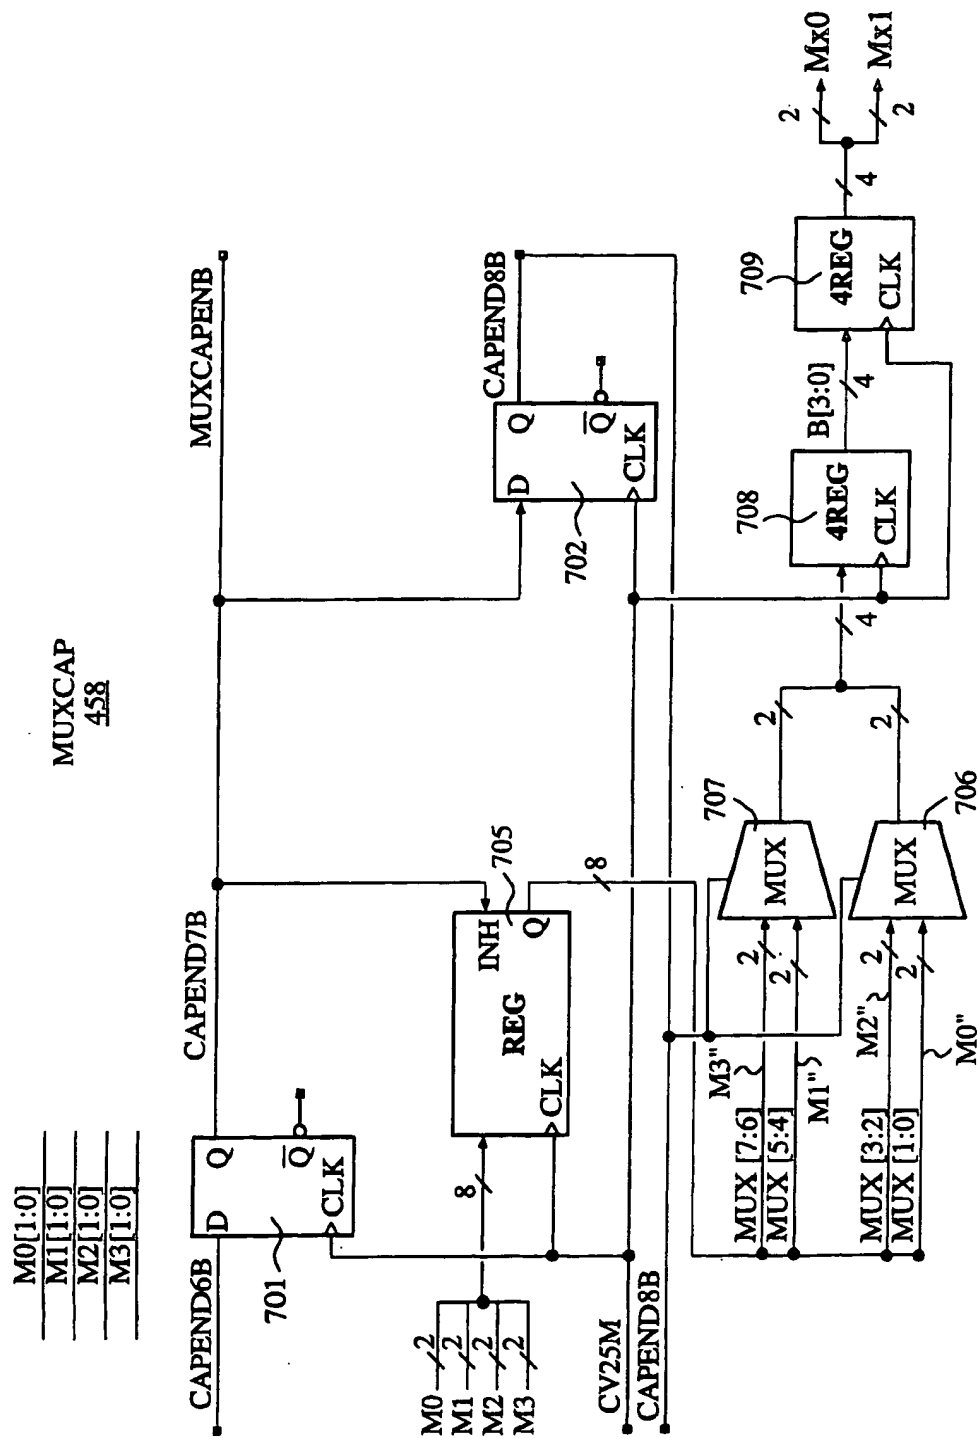 MUXCAP
458
M0[1:0]
M1[1:0]
M2[1:0]
M3[1:0]
CAPEND6B
D
Q
Q
CLK
701
CAPEND7B
MUXCAPENB
M0
2
M1
2
M2
2
M3
2
8
INH
REG
Q
CLK
705
8
D
Q
Q
CLK
702
CAPEND8B
CV25M
CAPEND8B
MUX [7:6]
MUX [5:4]
M3"
M1"
2
2
MUX
707
2
MUX [3:2]
MUX [1:0]
M2"
M0"
2
2
MUX
706
2
4
4REG
CLK
708
B[3:0]
4
4REG
CLK
709
4
2
Mx0
2
Mx1